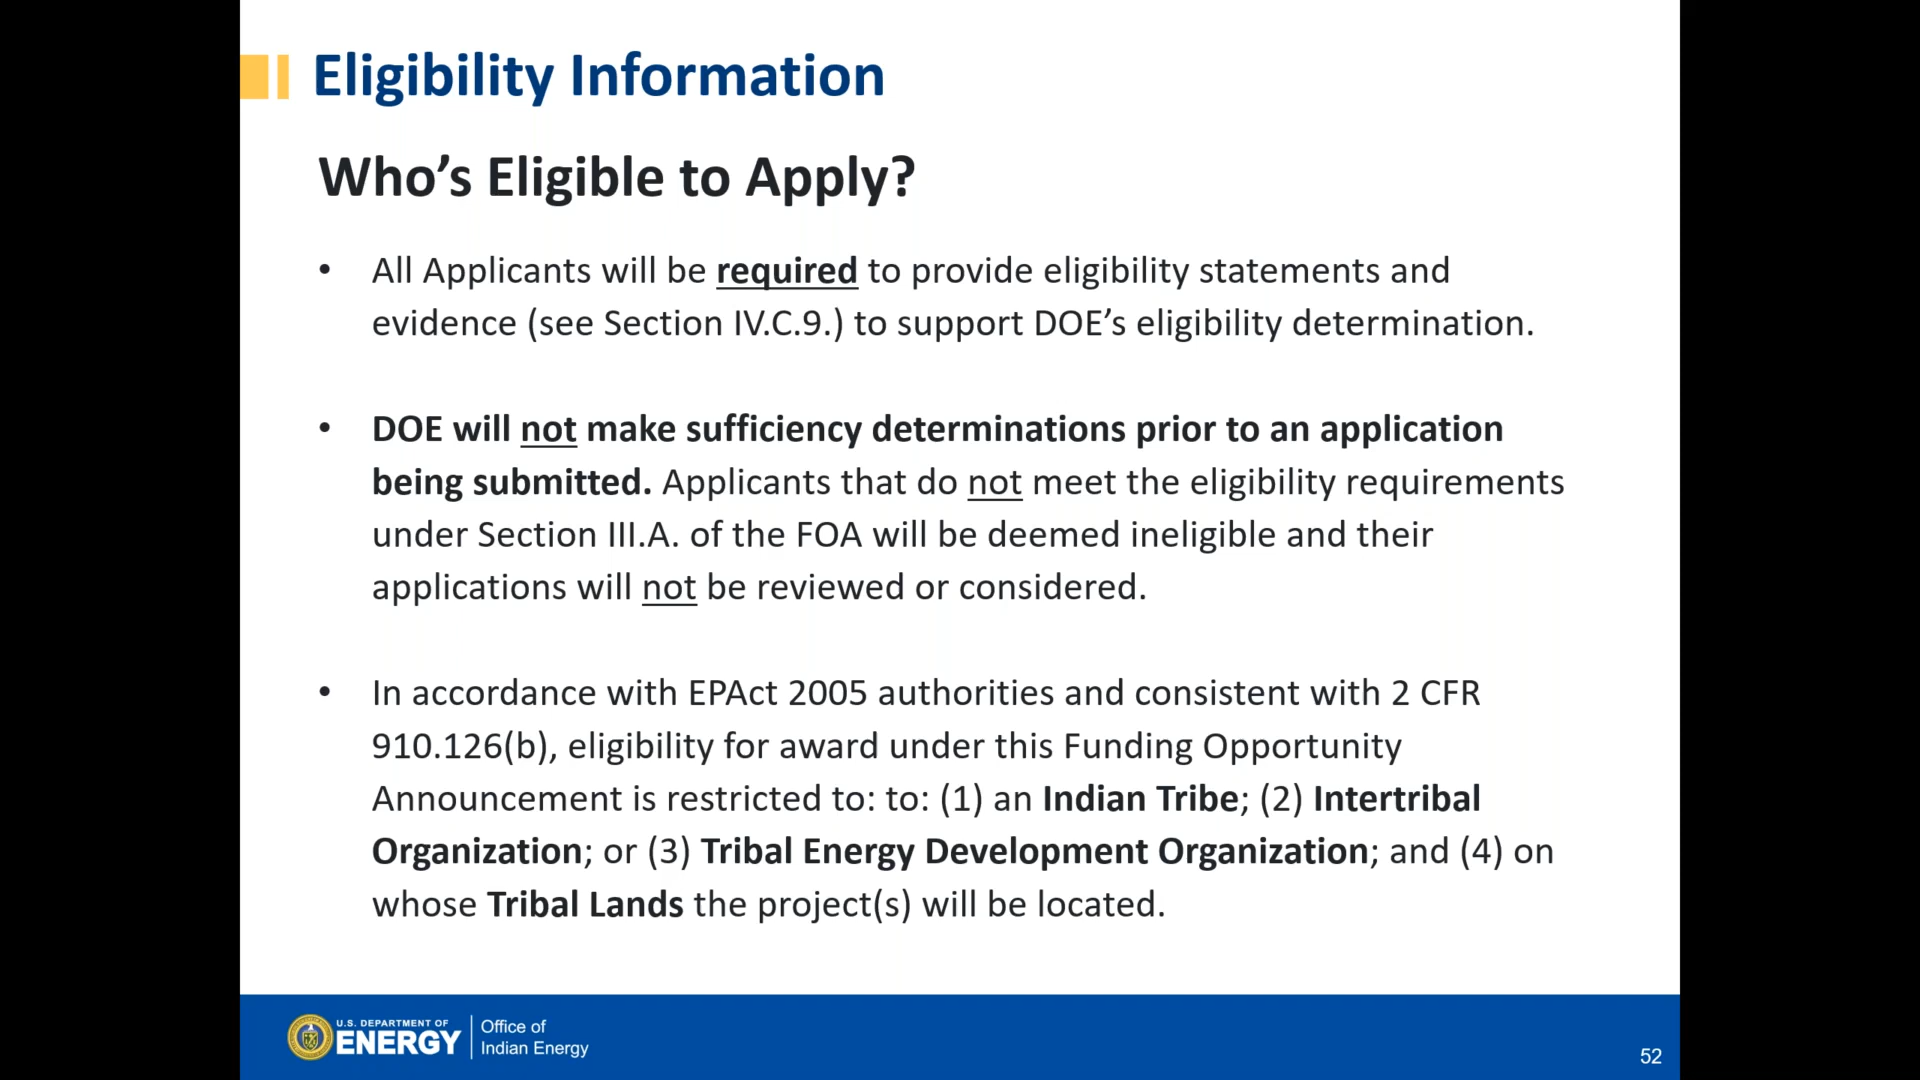 Eligibility Information
Who’s Eligible to Apply?
• All Applicants will be required to provide eligibility statements and
evidence (see Section IV.C.9.) to support DOE’s eligibility determination.
• DOE will not make sufficiency determinations prior to an application
being submitted. Applicants that do not meet the eligibility requirements
under Section III.A. of the FOA will be deemed ineligible and their
applications will not be reviewed or considered.
• In accordance with EPAct 2005 authorities and consistent with 2 CFR
910.126(b), eligibility for award under this Funding Opportunity
Announcement is restricted to: to: (1) an Indian Tribe; (2) Intertribal
Organization; or (3) Tribal Energy Development Organization; and (4) on
whose Tribal Lands the project(s) will be located.
U.S. DEPARTMENT OF
ENERGY
Office of
Indian Energy
52